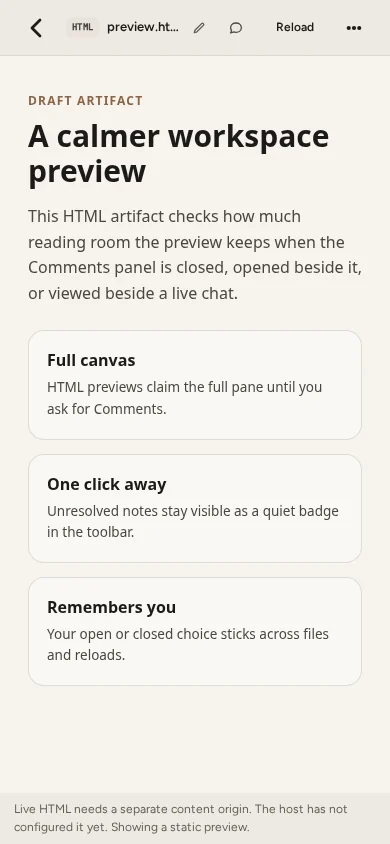 HTML preview.ht... Reload
DRAFT ARTIFACT
A calmer workspace
preview
This HTML artifact checks how much
reading room the preview keeps when the
Comments panel is closed, opened beside it,
or viewed beside a live chat.
Full canvas
HTML previews claim the full pane until you
ask for Comments.
One click away
Unresolved notes stay visible as a quiet badge
in the toolbar.
Remembers you
Your open or closed choice sticks across files
and reloads.
Live HTML needs a separate content origin. The host has not
configured it yet. Showing a static preview.